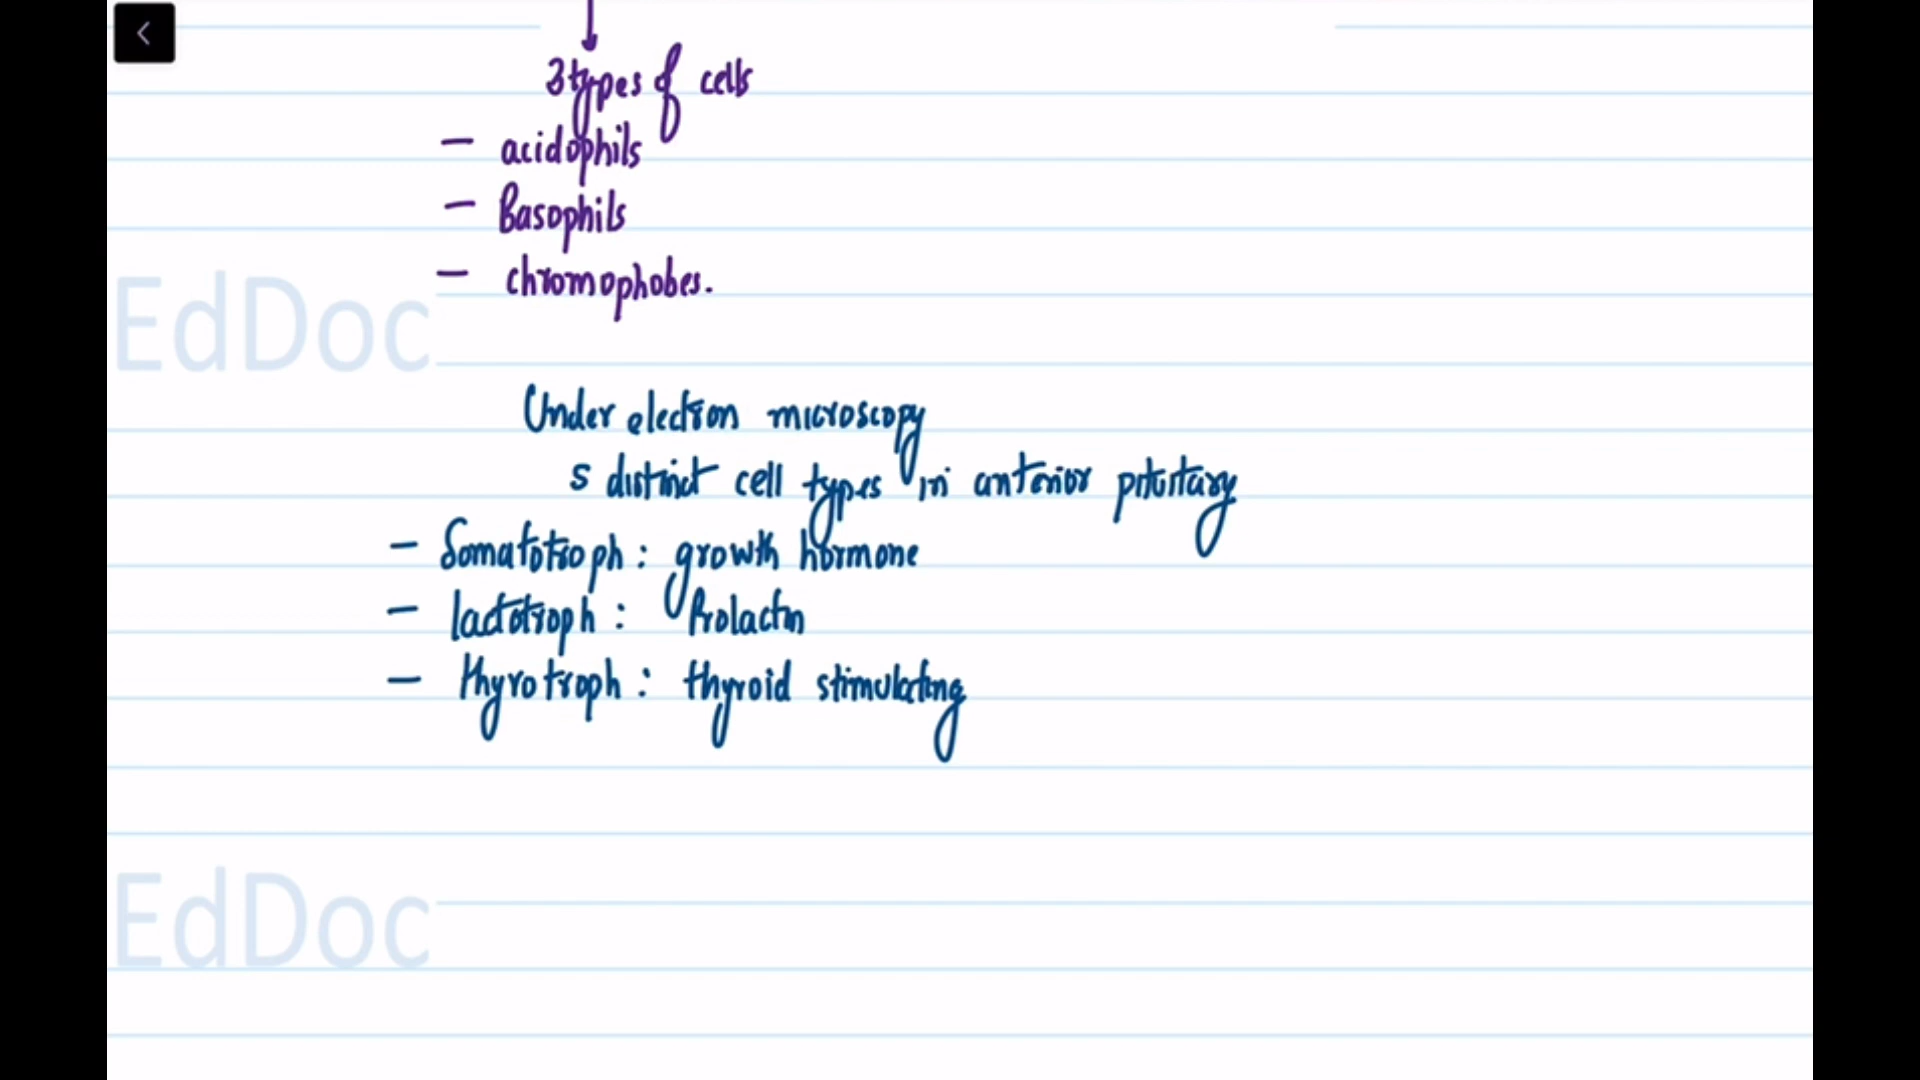 3 types of cells
- acidophils
- Basophils
- chromophobes.
EdDoc
Under electron microscopy
5 distinct cell types in anterior pituitary
- Somatotroph : growth hormone
- lactotroph : Prolactin
- thyrotroph : thyroid stimulating
EdDoc